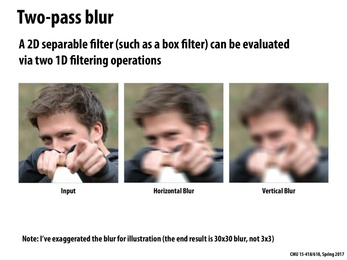 Two-pass blur
A 2D separable filter (such as a box filter) can be evaluated
via two 1D filtering operations
Input
Horizontal Blur
Vertical Blur
Note: I've exaggerated the blur for illustration (the end result is 30x30 blur, not 3x3)
CMU 15-418/618, Spring 2017